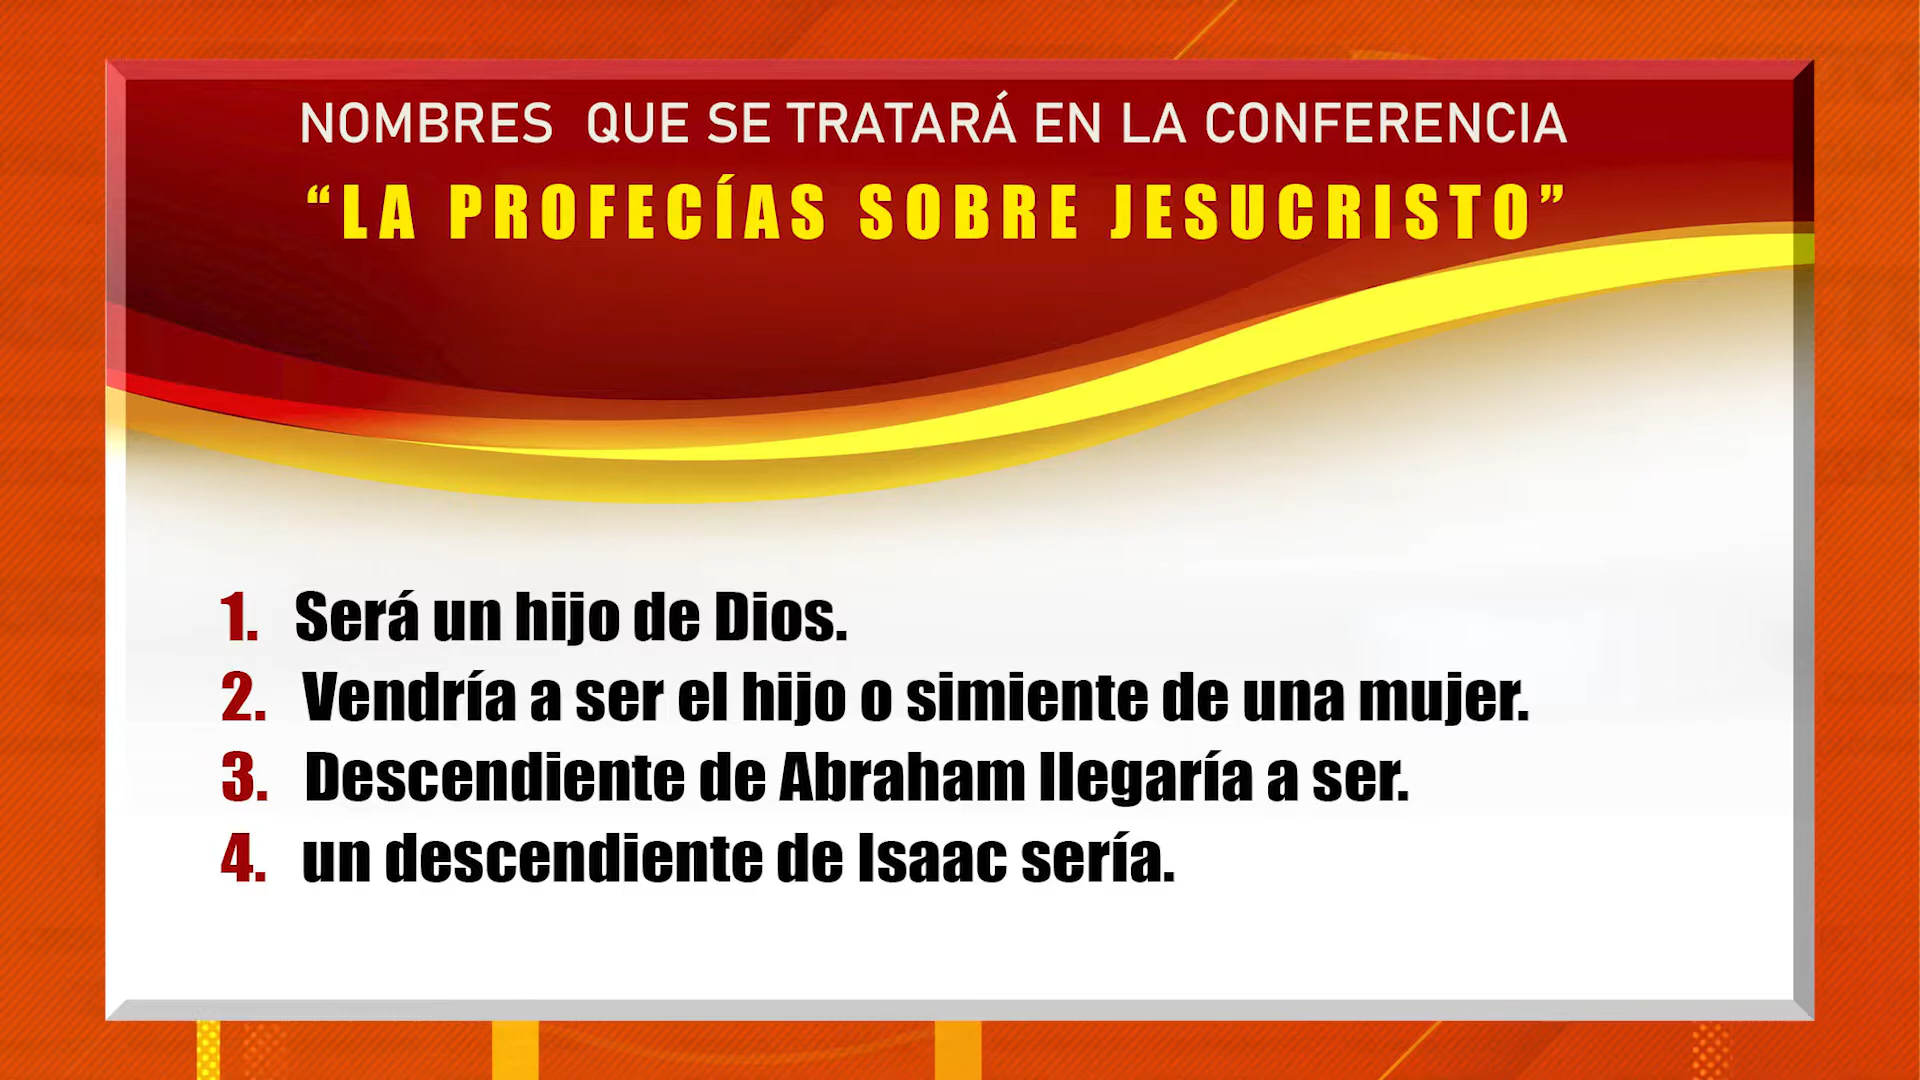 NOMBRES QUE SE TRATARÁ EN LA CONFERENCIA
“LA PROFECÍAS SOBRE JESUCRISTO”
1. Será un hijo de Dios.
2. Vendría a ser el hijo o simiente de una mujer.
3. Descendiente de Abraham llegaría a ser.
4. un descendiente de Isaac sería.